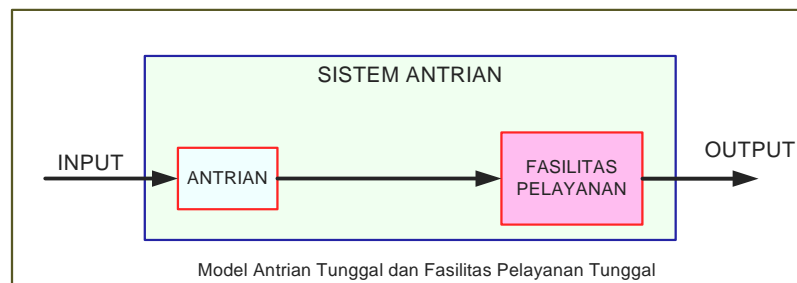 SISTEM ANTRIAN
INPUT
ANTRIAN
FASILITAS
PELAYANAN
OUTPUT
Model Antrian Tunggal dan Fasilitas Pelayanan Tunggal